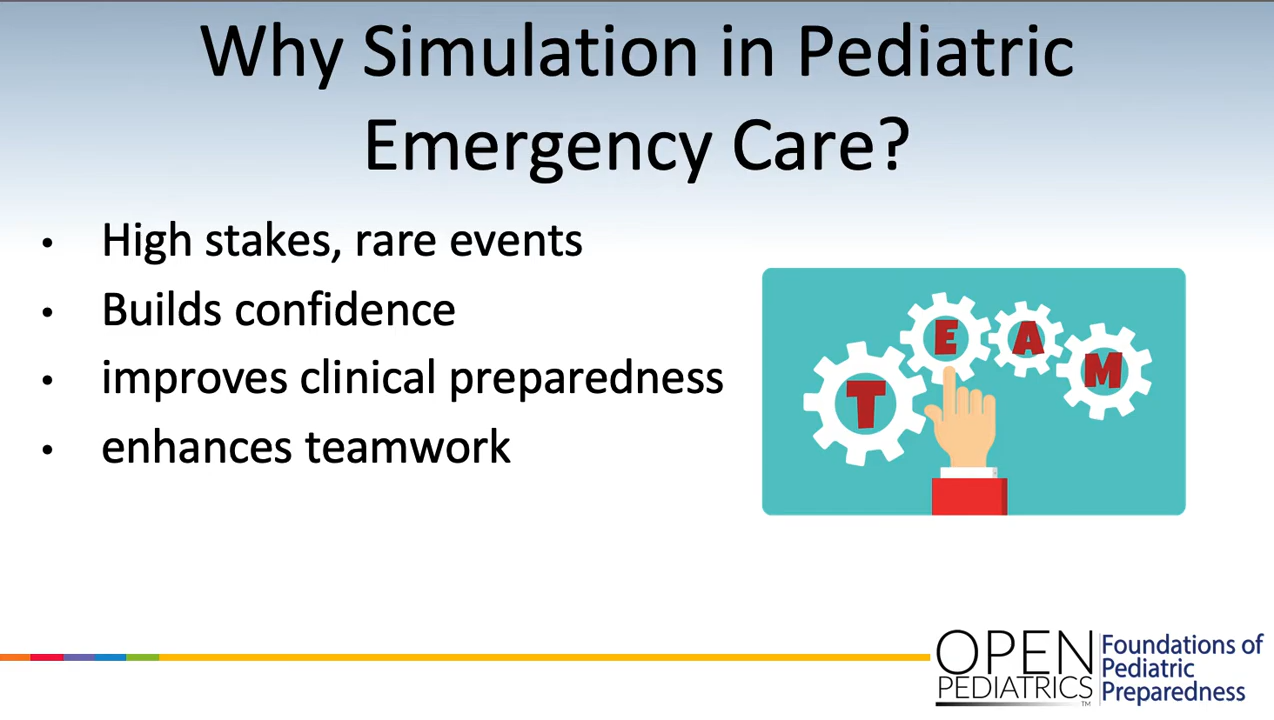 Why Simulation in Pediatric
Emergency Care?
• High stakes, rare events
• Builds confidence
• improves clinical preparedness
• enhances teamwork
T E A M
OPEN
PEDIATRICS™
Foundations of
Pediatric
Preparedness